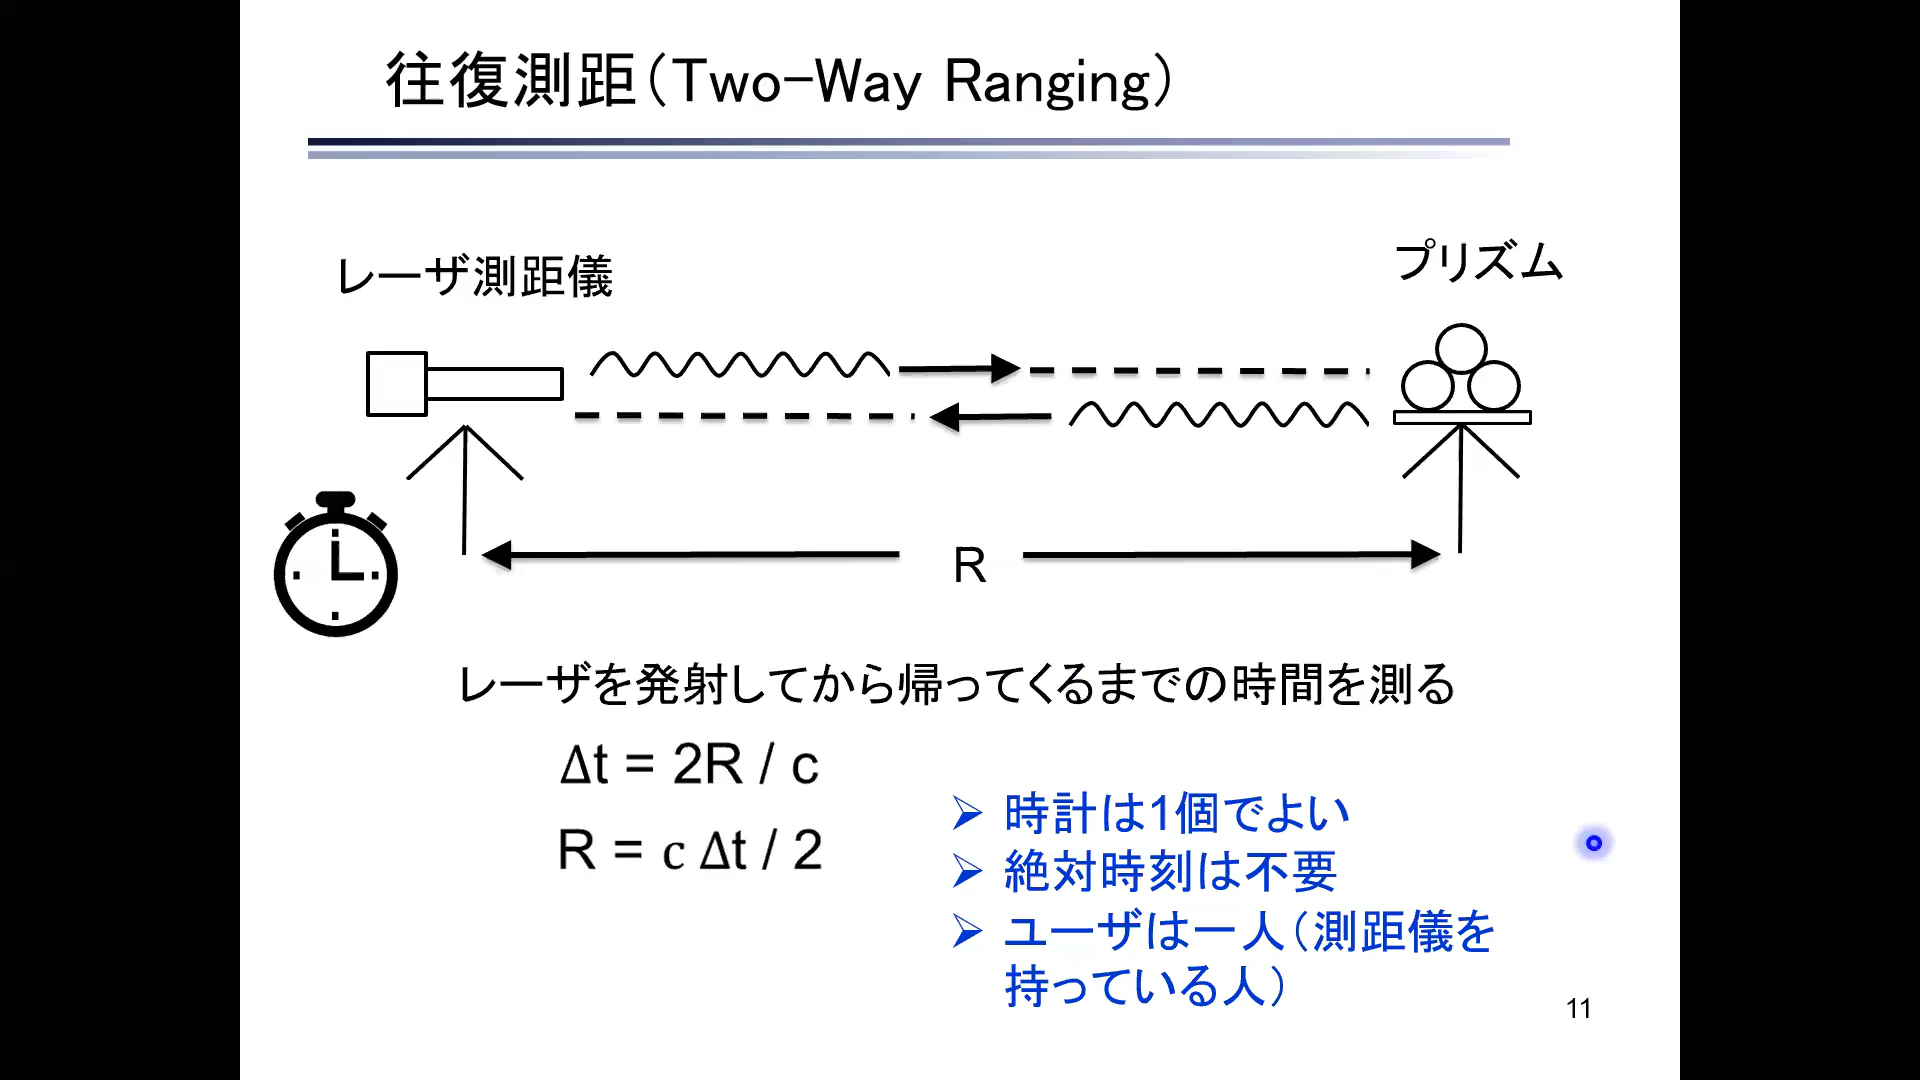 往復測距（Two-Way Ranging）
レーザ測距儀
プリズム
R
レーザを発射してから帰ってくるまでの時間を測る
Δt = 2R / c
R = c Δt / 2
➢ 時計は1個でよい
➢ 絶対時刻は不要
➢ ユーザは一人（測距儀を
持っている人）
11